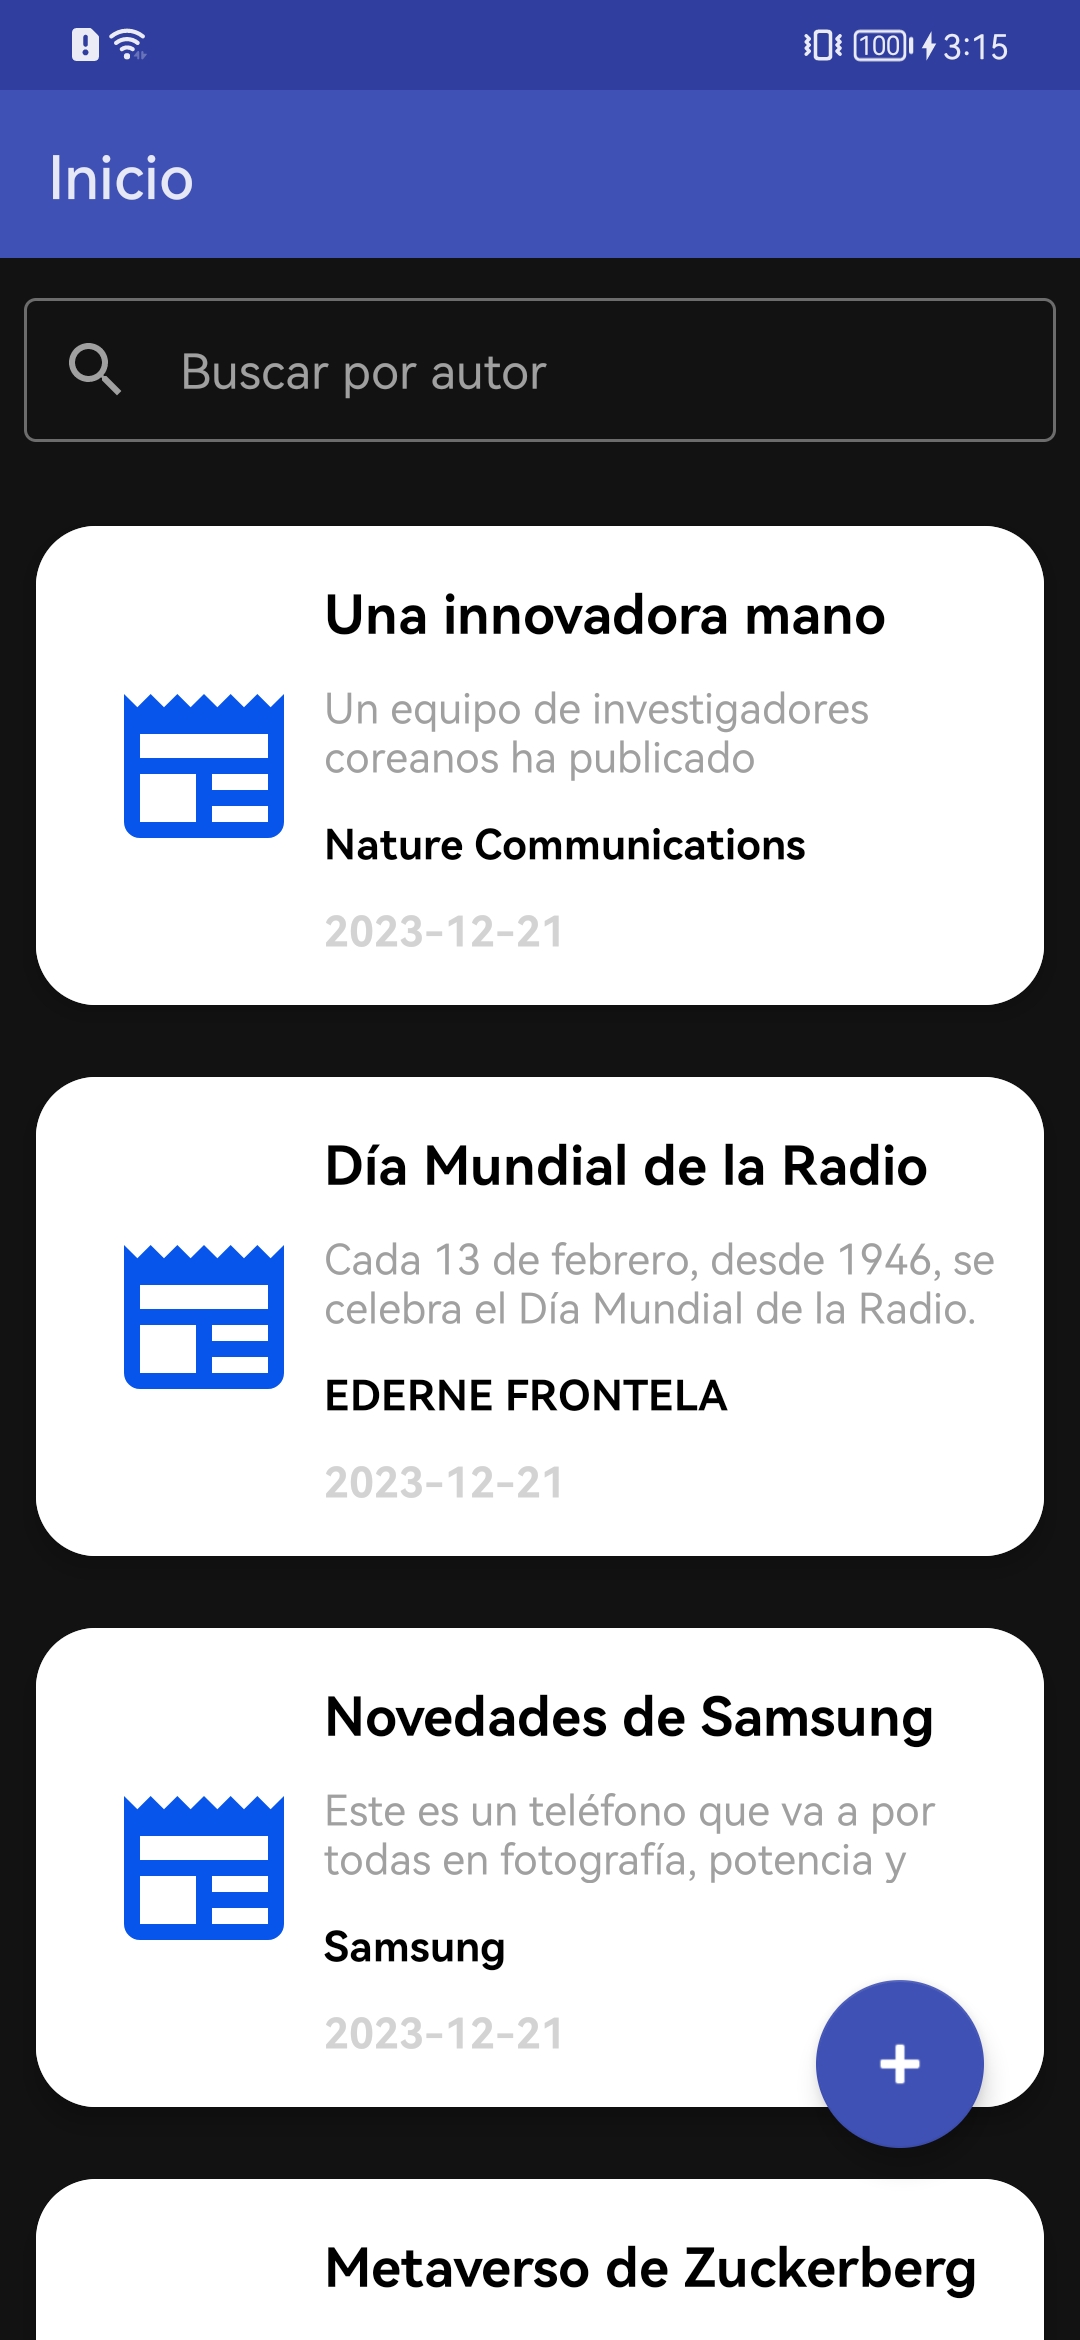 100 3:15
Inicio
Buscar por autor
Una innovadora mano
Un equipo de investigadores
coreanos ha publicado
Nature Communications
2023-12-21
Día Mundial de la Radio
Cada 13 de febrero, desde 1946, se
celebra el Día Mundial de la Radio.
EDERNE FRONTELA
2023-12-21
Novedades de Samsung
Este es un teléfono que va a por
todas en fotografía, potencia y
Samsung
2023-12-21
Metaverso de Zuckerberg